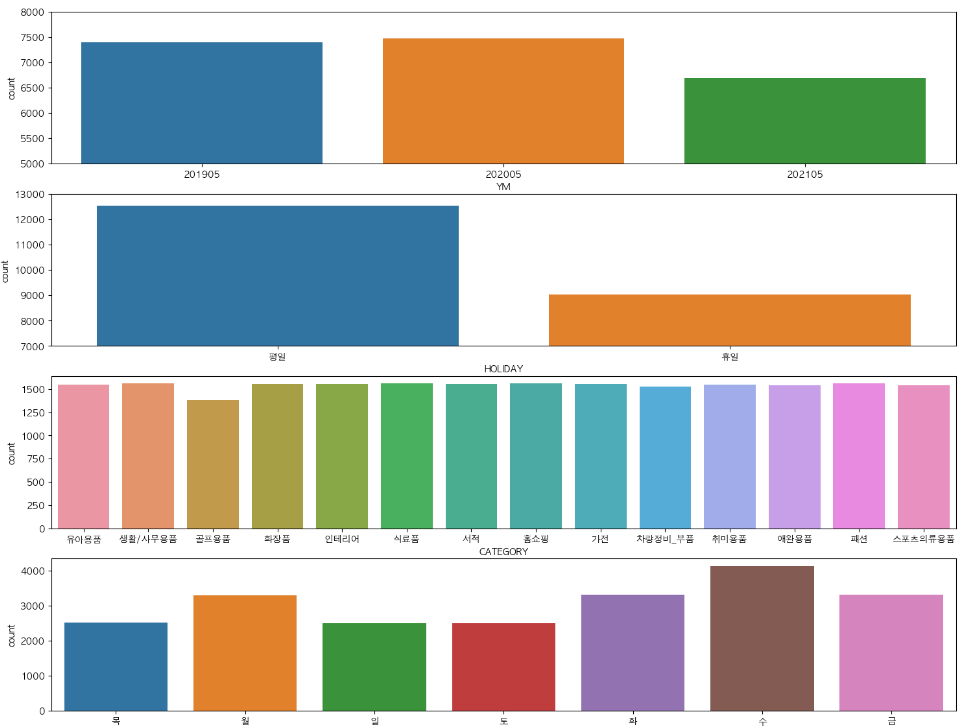 8000
7500
7000
6500
6000
5500
5000
count
201905 202005 202105
YM
13000
12000
11000
10000
9000
8000
7000
count
평일 휴일
HOLIDAY
1500
1250
1000
750
500
250
0
count
유아용품 생활/사무용품 골프용품 화장품 인테리어 식료품 서적 홈쇼핑 가전 차량정비_부품 취미용품 애완용품 패션 스포츠의류용품
CATEGORY
4000
3000
2000
1000
0
count
목 월 일 토 화 수 금